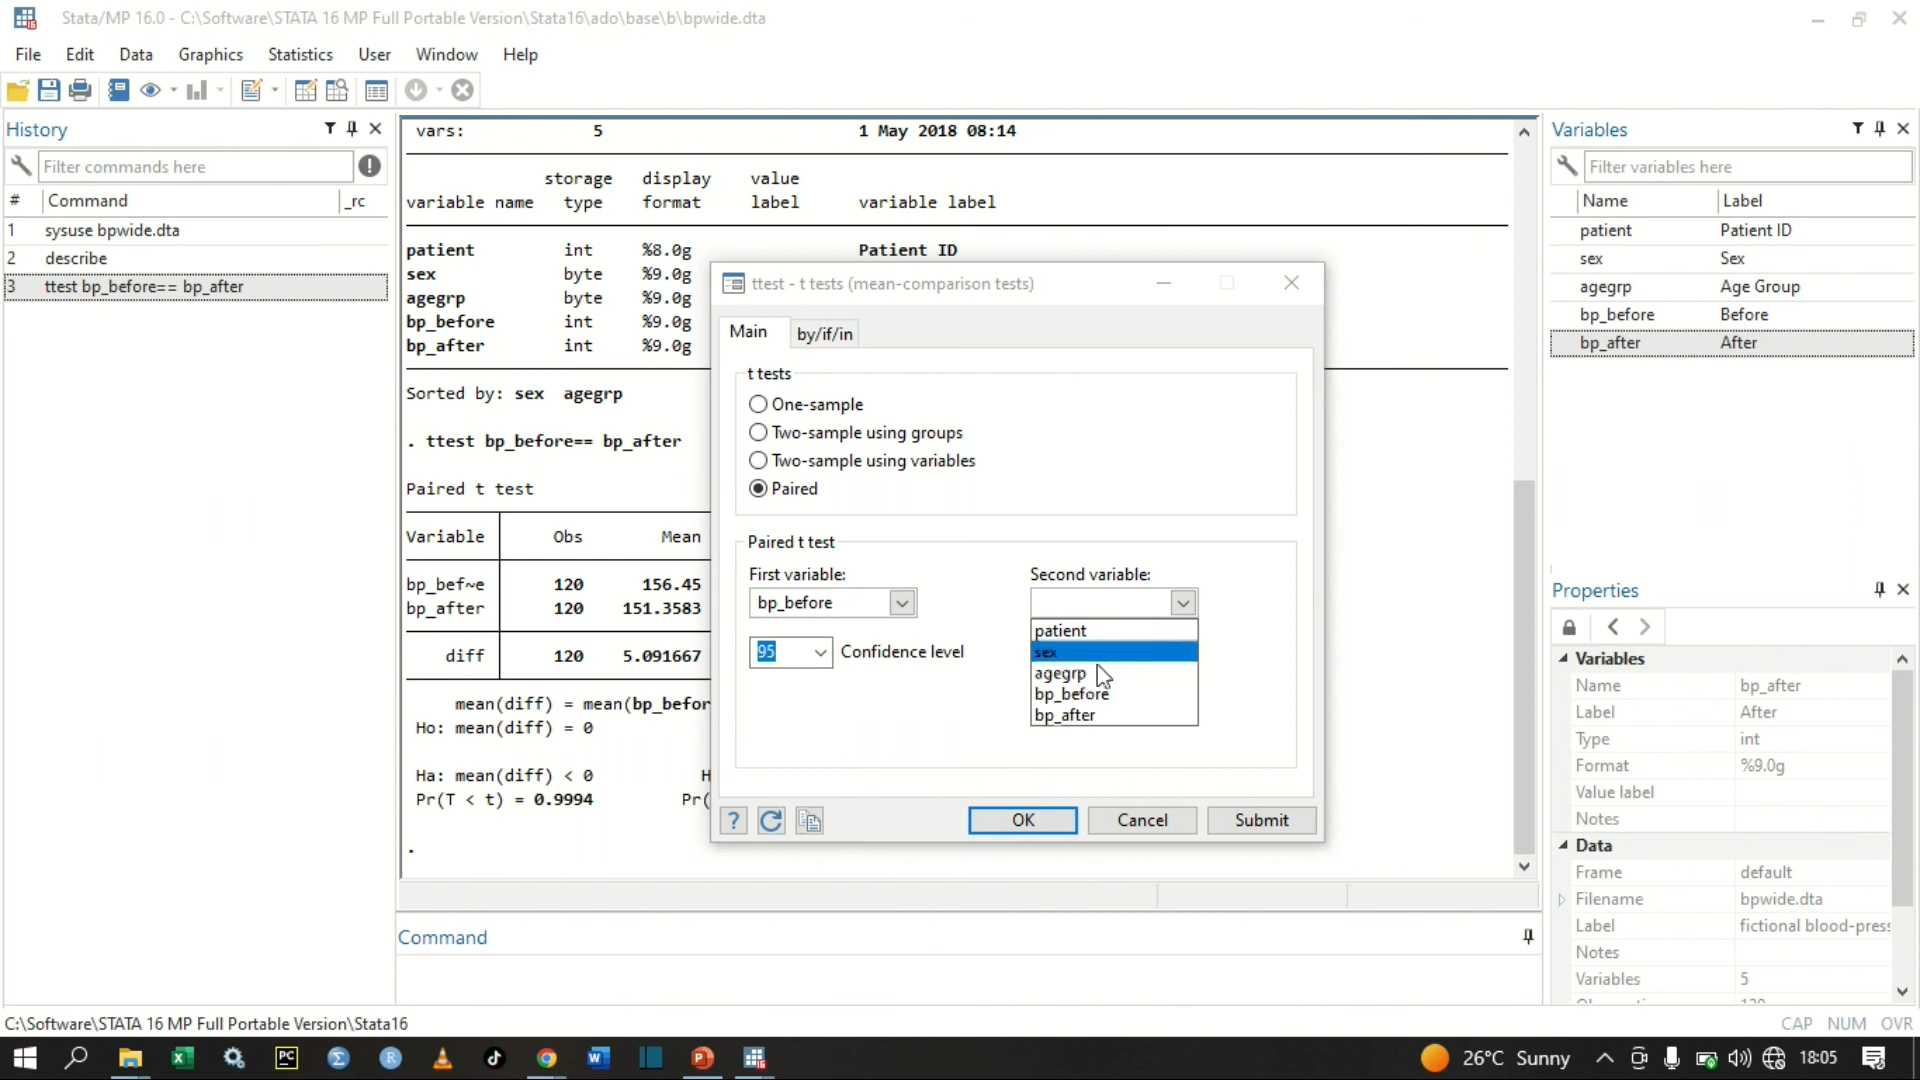 Stata/MP 16.0 - C:\Software\STATA 16 MP Full Portable Version\Stata16\ado\base\b\bpwide.dta
File Edit Data Graphics Statistics User Window Help
History
Filter commands here
# Command _rc
1 sysuse bpwide.dta
2 describe
3 ttest bp_before== bp_after
vars: 5 1 May 2018 08:14
storage display value
variable name type format label variable label
patient int %8.0g Patient ID
sex byte %9.0g
agegrp byte %9.0g
bp_before int %9.0g
bp_after int %9.0g
Sorted by: sex agegrp
. ttest bp_before== bp_after
Paired t test
Variable Obs Mean
bp_bef~e 120 156.45
bp_after 120 151.3583
diff 120 5.091667
mean(diff) = mean(bp_befor
Ho: mean(diff) = 0
Ha: mean(diff) < 0 H
Pr(T < t) = 0.9994 Pr(
.
ttest - t tests (mean-comparison tests)
Main by/if/in
t tests
One-sample
Two-sample using groups
Two-sample using variables
Paired
Paired t test
First variable: Second variable:
bp_before
95 Confidence level
patient
sex
agegrp
bp_before
bp_after
? OK Cancel Submit
Command
Variables
Filter variables here
Name Label
patient Patient ID
sex Sex
agegrp Age Group
bp_before Before
bp_after After
Properties
Variables
Name bp_after
Label After
Type int
Format %9.0g
Value label
Notes
Data
Frame default
Filename bpwide.dta
Label fictional blood-press
Notes
Variables 5
C:\Software\STATA 16 MP Full Portable Version\Stata16
CAP NUM OVR
PC
26°C Sunny
18:05